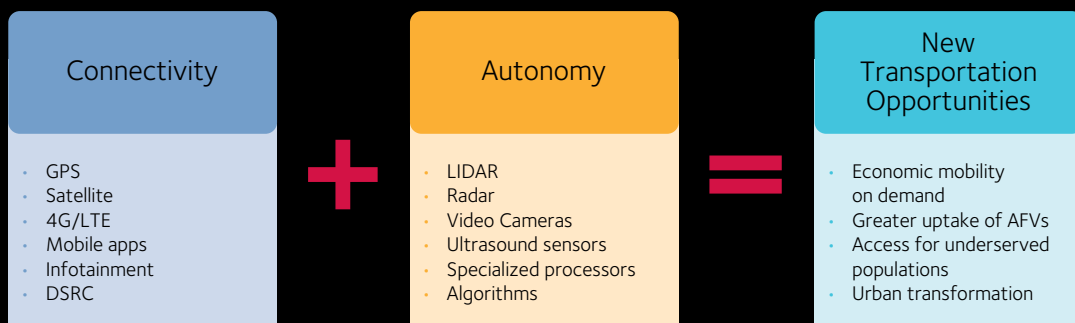 Connectivity
GPS
Satellite
4G/LTE
Mobile apps
Infotainment
DSRC
+
Autonomy
LIDAR
Radar
Video Cameras
Ultrasound sensors
Specialized processors
Algorithms
=
New
Transportation
Opportunities
Economic mobility
on demand
Greater uptake of AFVs
Access for underserved
populations
Urban transformation